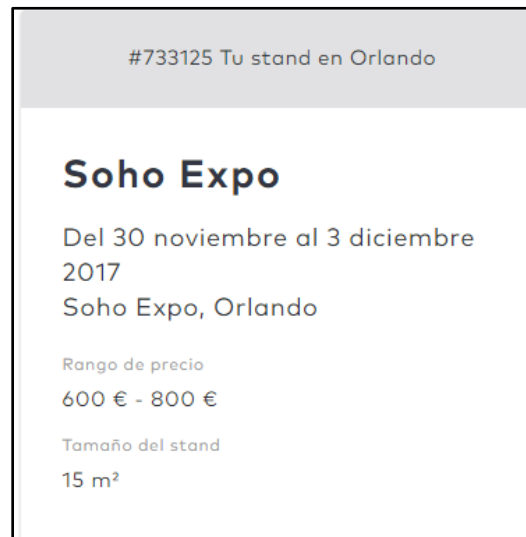 #733125 Tu stand en Orlando
Soho Expo
Del 30 noviembre al 3 diciembre
2017
Soho Expo, Orlando
Rango de precio
600 € - 800 €
Tamaño del stand
15 m²